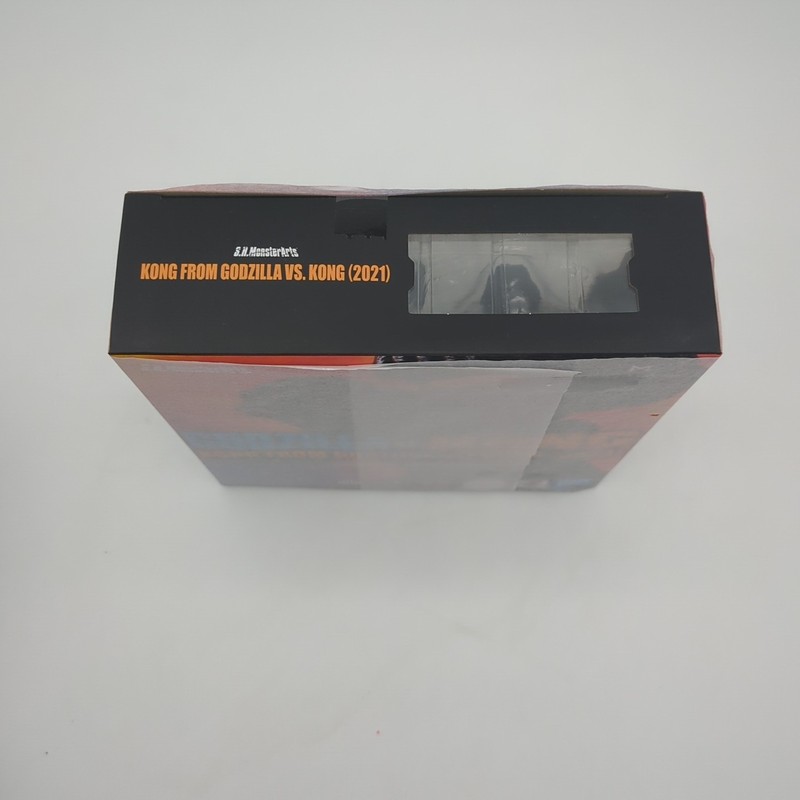 S.H.MonsterArts
KONG FROM GODZILLA VS. KONG (2021)